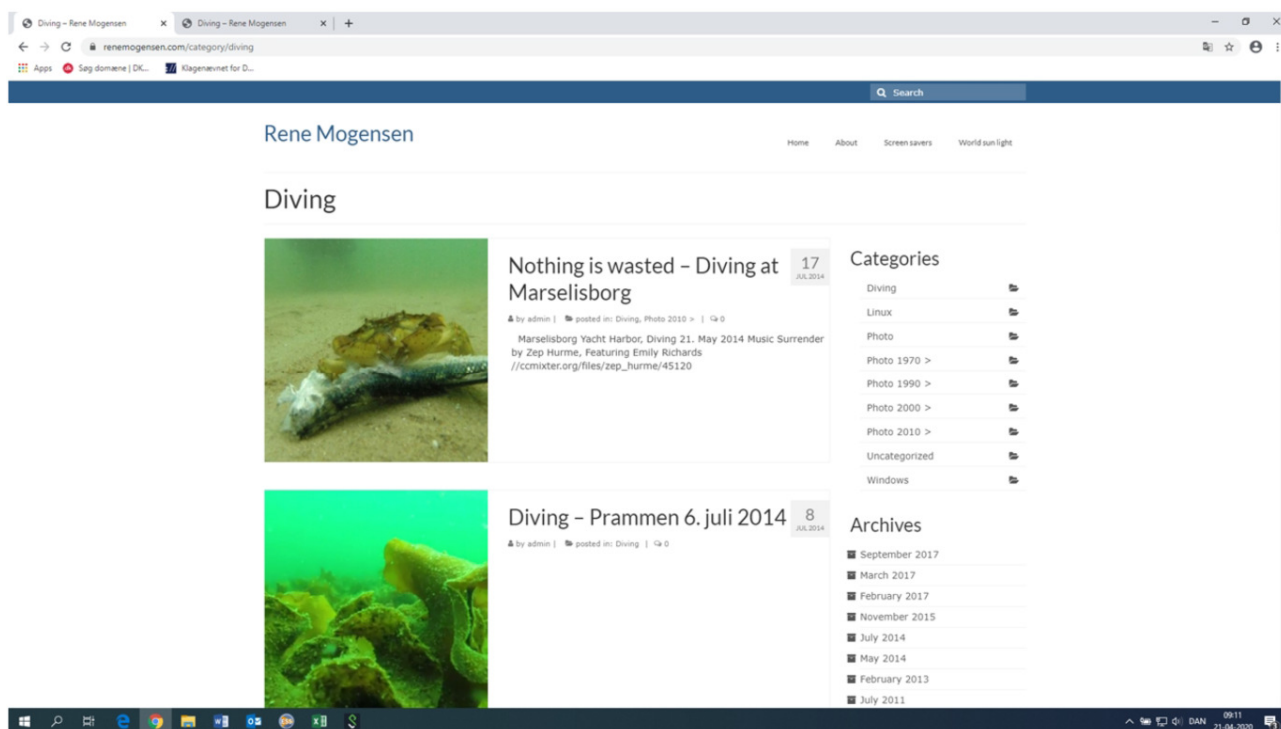 Diving – Rene Mogensen
Diving – Rene Mogensen
renemogensen.com/category/diving
Apps
Søg domæne | DK...
Klagenævnet for D...
Search
Rene Mogensen
Home
About
Screen savers
World sun light
Diving
Nothing is wasted – Diving at
Marselisborg
17
JUL 2014
by admin | posted in: Diving, Photo 2010 > | 0
Marselisborg Yacht Harbor, Diving 21. May 2014 Music Surrender
by Zep Hurme, Featuring Emily Richards
//ccmixter.org/files/zep_hurme/45120
Diving – Prammen 6. juli 2014
8
JUL 2014
by admin | posted in: Diving | 0
Categories
Diving
Linux
Photo
Photo 1970 >
Photo 1990 >
Photo 2000 >
Photo 2010 >
Uncategorized
Windows
Archives
September 2017
March 2017
February 2017
November 2015
July 2014
May 2014
February 2013
July 2011
DAN
09:11
21-04-2020